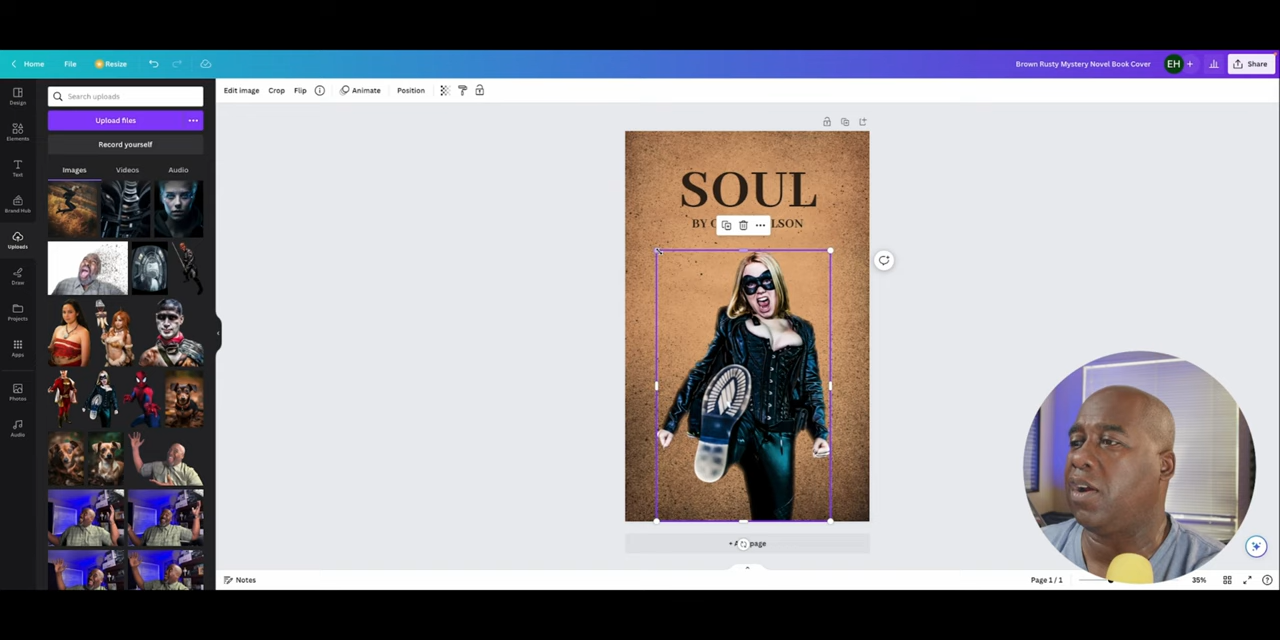 Home File Resize Brown Rusty Mystery Novel Book Cover EH + Share
Design
Elements
Text
Brand Hub
Uploads
Draw
Projects
Apps
Photos
Audio
Search uploads
Upload files
Record yourself
Images Videos Audio
Edit image Crop Flip Animate Position
SOUL
BY LSON
+ A page
Notes
Page 1 / 1
35%